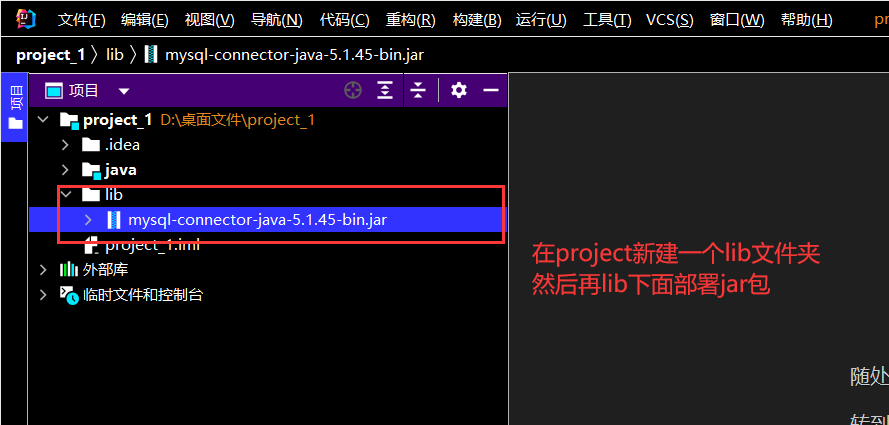 文件(F) 编辑(E) 视图(V) 导航(N) 代码(C) 重构(R) 构建(B) 运行(U) 工具(T) VCS(S) 窗口(W) 帮助(H) pr
project_1 lib mysql-connector-java-5.1.45-bin.jar
项目
项目
project_1 D:\桌面文件\project_1
.idea
java
lib
mysql-connector-java-5.1.45-bin.jar
project_1.iml
外部库
临时文件和控制台
在project新建一个lib文件夹
然后再lib下面部署jar包
随处
转到